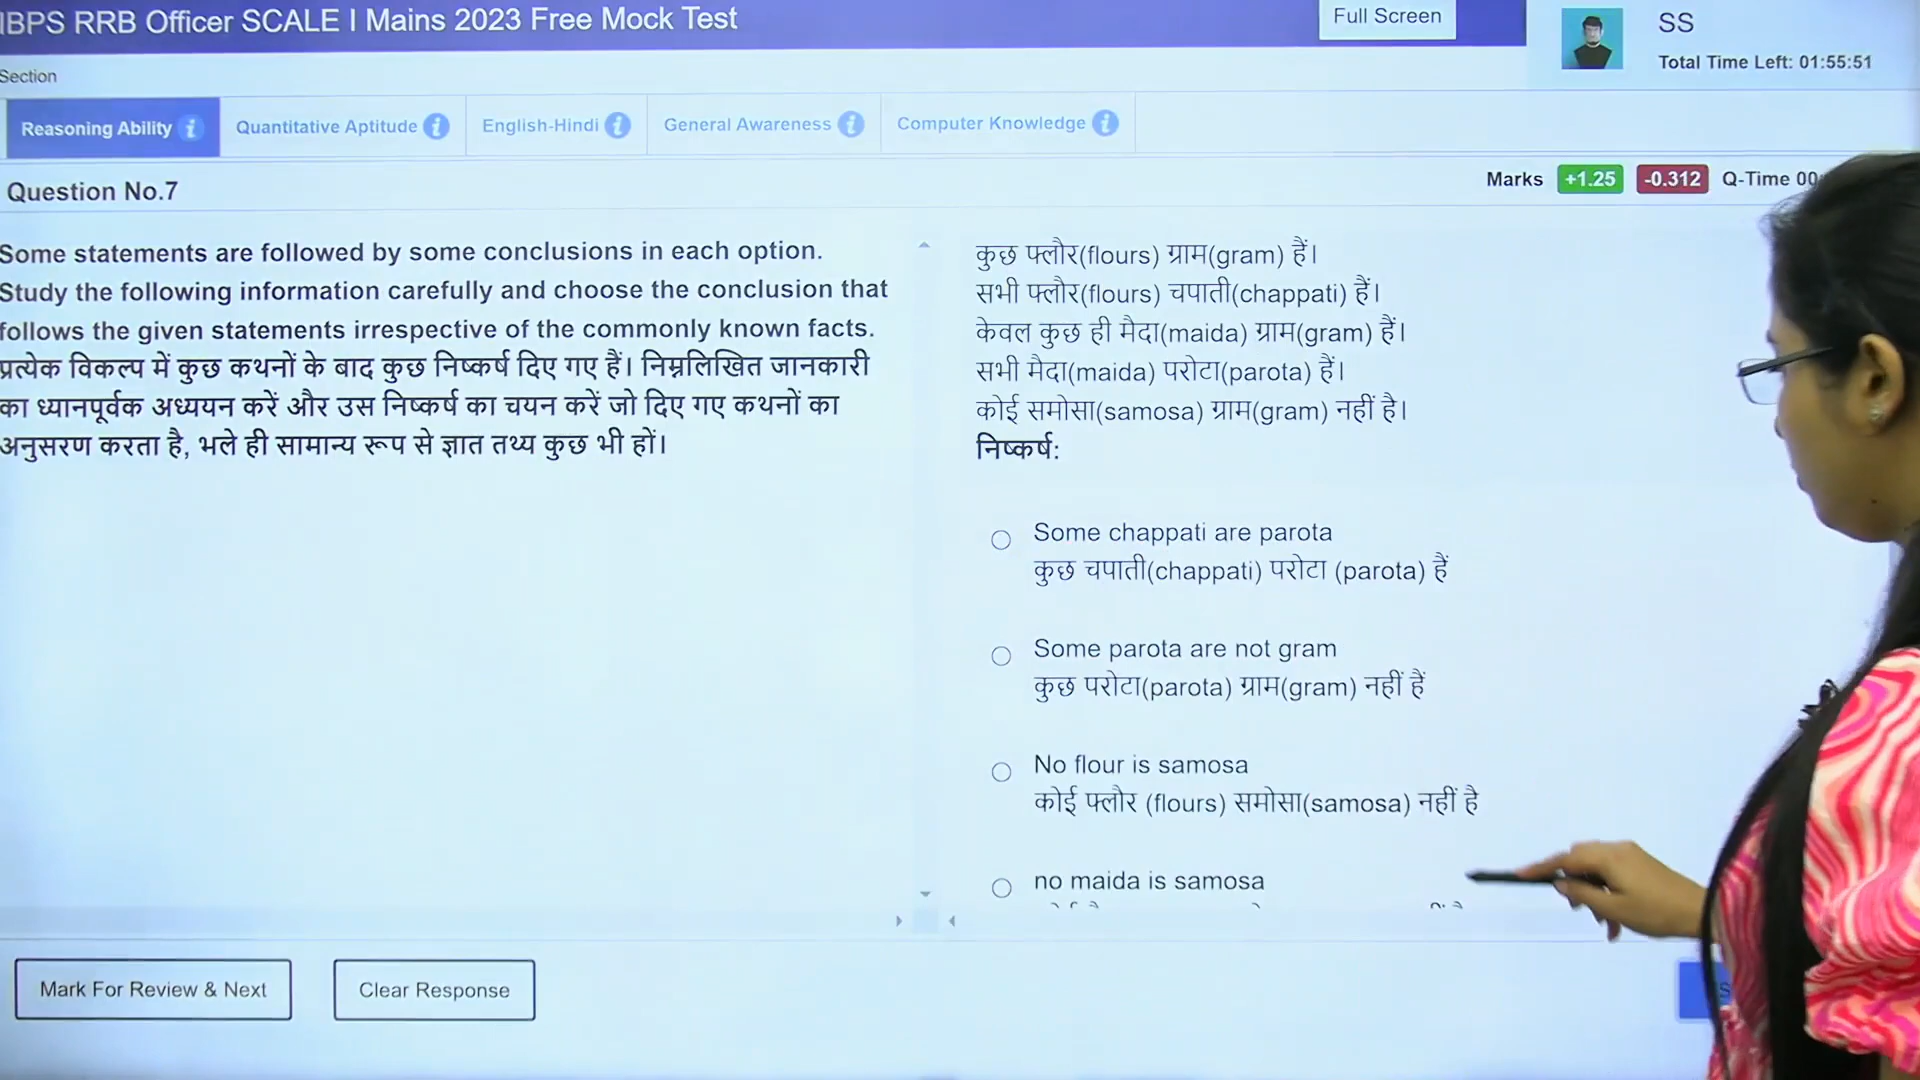 IBPS RRB Officer SCALE I Mains 2023 Free Mock Test
Full Screen
SS
Total Time Left: 01:55:51
Section
Reasoning Ability
Quantitative Aptitude
English-Hindi
General Awareness
Computer Knowledge
Question No.7
Marks +1.25 -0.312 Q-Time 00
Some statements are followed by some conclusions in each option.
Study the following information carefully and choose the conclusion that
follows the given statements irrespective of the commonly known facts.
प्रत्येक विकल्प में कुछ कथनों के बाद कुछ निष्कर्ष दिए गए हैं। निम्नलिखित जानकारी
का ध्यानपूर्वक अध्ययन करें और उस निष्कर्ष का चयन करें जो दिए गए कथनों का
अनुसरण करता है, भले ही सामान्य रूप से ज्ञात तथ्य कुछ भी हों।
कुछ फ्लौर(flours) ग्राम(gram) हैं।
सभी फ्लौर(flours) चपाती(chappati) हैं।
केवल कुछ ही मैदा(maida) ग्राम(gram) हैं।
सभी मैदा(maida) परोटा(parota) हैं।
कोई समोसा(samosa) ग्राम(gram) नहीं है।
निष्कर्ष:
Some chappati are parota
कुछ चपाती(chappati) परोटा (parota) हैं
Some parota are not gram
कुछ परोटा(parota) ग्राम(gram) नहीं हैं
No flour is samosa
कोई फ्लौर (flours) समोसा(samosa) नहीं है
no maida is samosa
Mark For Review & Next
Clear Response